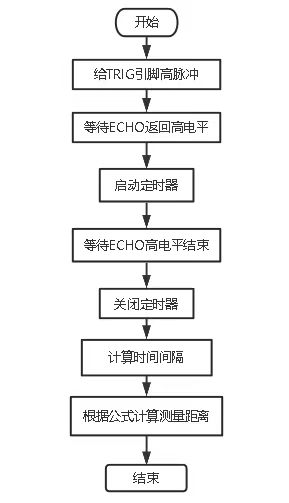 开始
给TRIG引脚高脉冲
等待ECHO返回高电平
启动定时器
等待ECHO高电平结束
关闭定时器
计算时间间隔
根据公式计算测量距离
结束